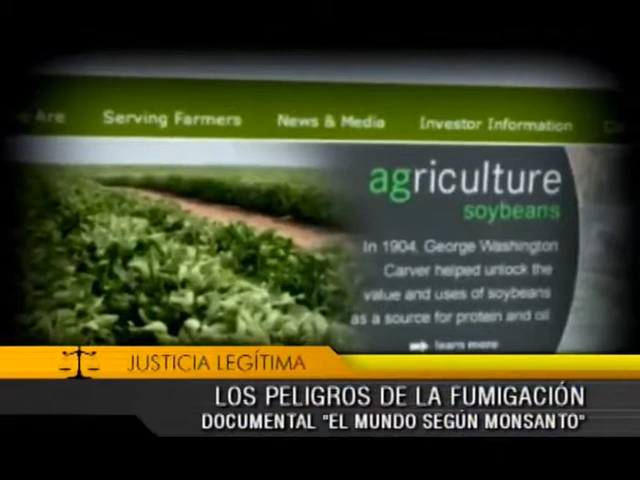 Are
Serving Farmers
News & Media
Investor Information
agriculture
soybeans
In 1904, George Washington
Carver helped unlock the
value and uses of soybeans
as a source for protein and oil
learn more
JUSTICIA LEGÍTIMA
LOS PELIGROS DE LA FUMIGACIÓN
DOCUMENTAL "EL MUNDO SEGÚN MONSANTO"